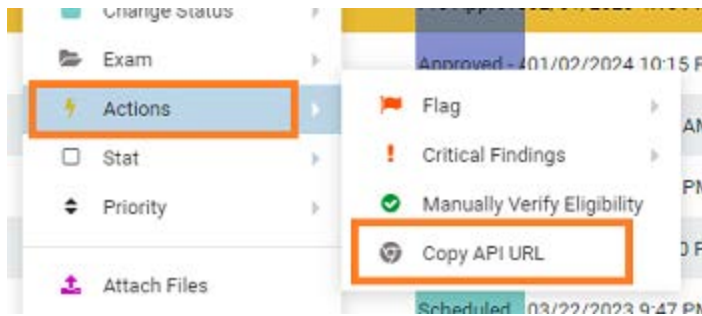 Change Status
Exam
Actions
Stat
Priority
Attach Files
Approved - 01/02/2024 10:15
Flag
Critical Findings
Manually Verify Eligibility
Copy API URL
Scheduled 03/22/2023 9:47 PM